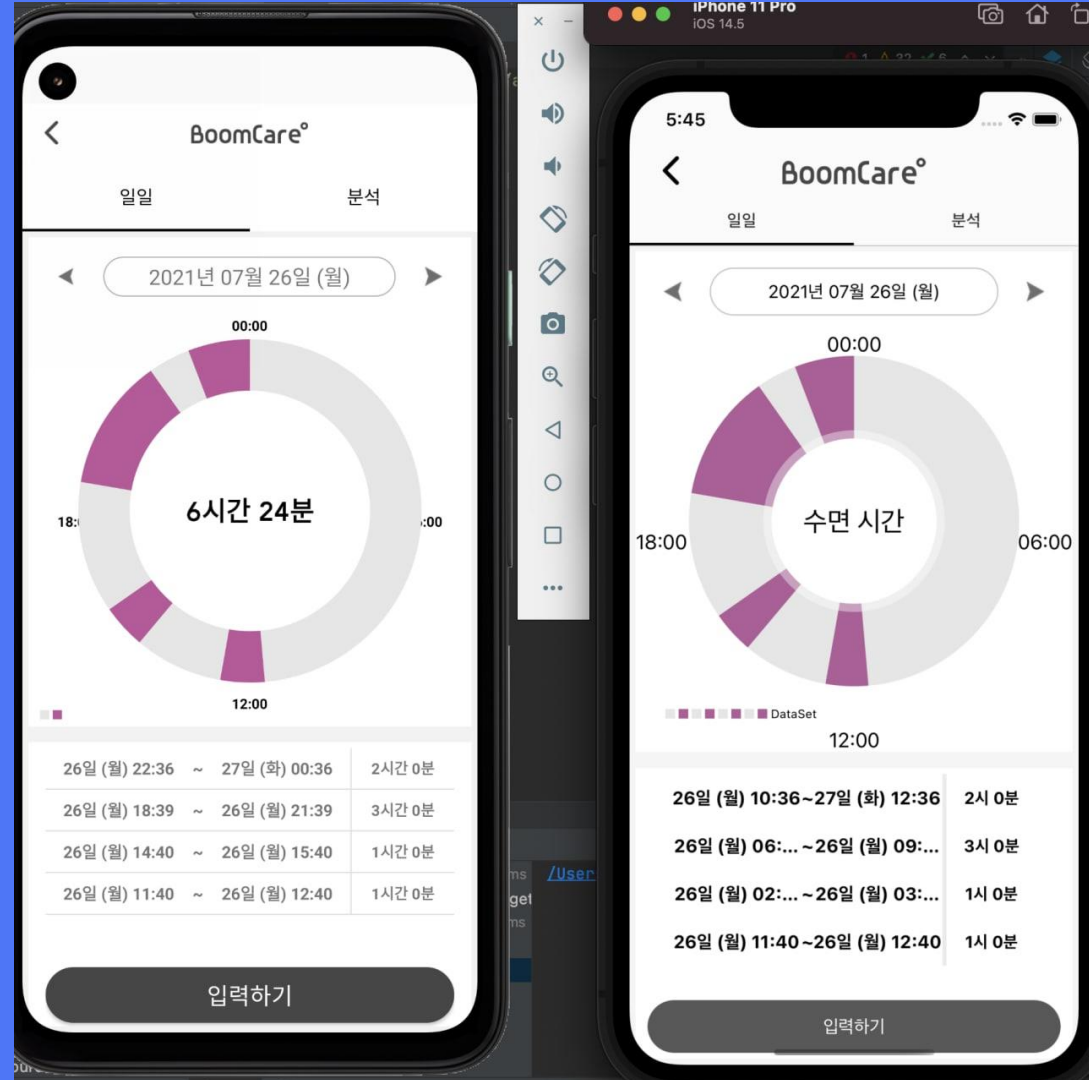 BoomCare°
일일 분석
2021년 07월 26일 (월)
00:00
6시간 24분
18:
:00
12:00
26일 (월) 22:36 ~ 27일 (화) 00:36 2시간 0분
26일 (월) 18:39 ~ 26일 (월) 21:39 3시간 0분
26일 (월) 14:40 ~ 26일 (월) 15:40 1시간 0분
26일 (월) 11:40 ~ 26일 (월) 12:40 1시간 0분
입력하기
ms
get
ms
/User
iPhone 11 Pro
iOS 14.5
1 32 6
5:45
BoomCare°
일일 분석
2021년 07월 26일 (월)
00:00
수면 시간
18:00
06:00
DataSet
12:00
26일 (월) 10:36~27일 (화) 12:36 2시 0분
26일 (월) 06:...~26일 (월) 09:... 3시 0분
26일 (월) 02:...~26일 (월) 03:... 1시 0분
26일 (월) 11:40~26일 (월) 12:40 1시 0분
입력하기